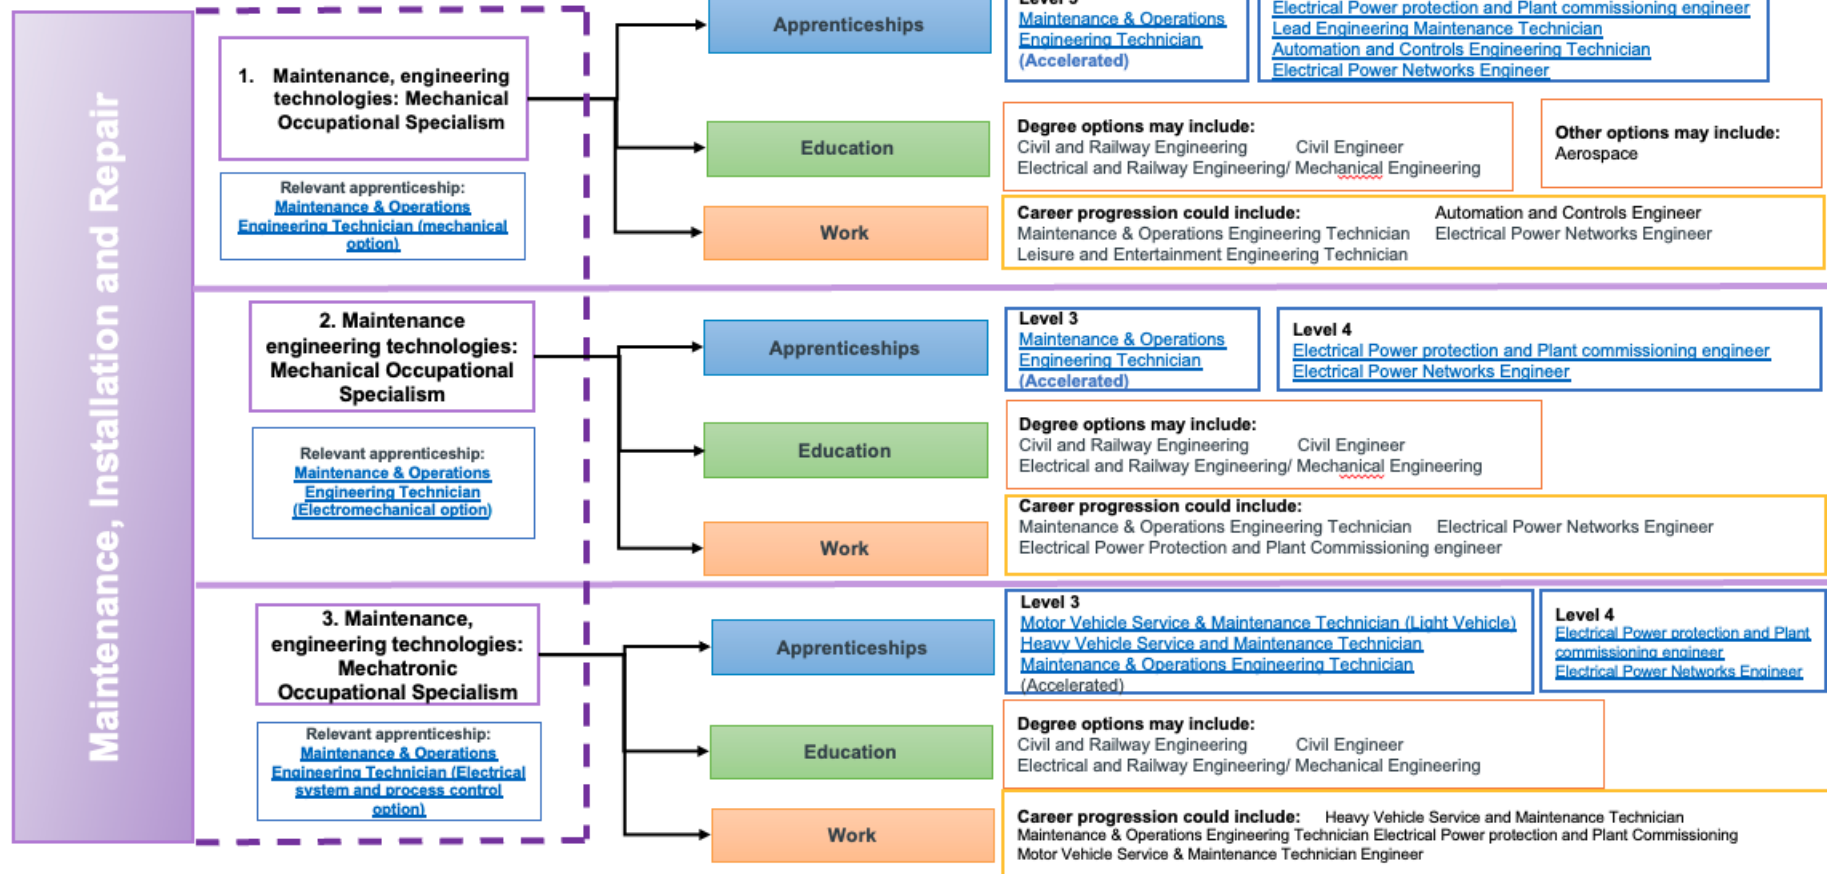 Maintenance, Installation and Repair
1. Maintenance, engineering
technologies: Mechanical
Occupational Specialism
Relevant apprenticeship:
Maintenance & Operations
Engineering Technician (mechanical
option)
Apprenticeships
Level 3
Maintenance & Operations
Engineering Technician
(Accelerated)
Electrical Power protection and Plant commissioning engineer
Lead Engineering Maintenance Technician
Automation and Controls Engineering Technician
Electrical Power Networks Engineer
Education
Degree options may include:
Civil and Railway Engineering Civil Engineer
Electrical and Railway Engineering/ Mechanical Engineering
Other options may include:
Aerospace
Work
Career progression could include: Automation and Controls Engineer
Maintenance & Operations Engineering Technician Electrical Power Networks Engineer
Leisure and Entertainment Engineering Technician
2. Maintenance
engineering technologies:
Mechanical Occupational
Specialism
Relevant apprenticeship:
Maintenance & Operations
Engineering Technician
(Electromechanical option)
Apprenticeships
Level 3
Maintenance & Operations
Engineering Technician
(Accelerated)
Level 4
Electrical Power protection and Plant commissioning engineer
Electrical Power Networks Engineer
Education
Degree options may include:
Civil and Railway Engineering Civil Engineer
Electrical and Railway Engineering/ Mechanical Engineering
Work
Career progression could include:
Maintenance & Operations Engineering Technician Electrical Power Networks Engineer
Electrical Power Protection and Plant Commissioning engineer
3. Maintenance,
engineering technologies:
Mechatronic
Occupational Specialism
Relevant apprenticeship:
Maintenance & Operations
Engineering Technician (Electrical
system and process control
option)
Apprenticeships
Level 3
Motor Vehicle Service & Maintenance Technician (Light Vehicle)
Heavy Vehicle Service and Maintenance Technician
Maintenance & Operations Engineering Technician
(Accelerated)
Level 4
Electrical Power protection and Plant
commissioning engineer
Electrical Power Networks Engineer
Education
Degree options may include:
Civil and Railway Engineering Civil Engineer
Electrical and Railway Engineering/ Mechanical Engineering
Work
Career progression could include: Heavy Vehicle Service and Maintenance Technician
Maintenance & Operations Engineering Technician Electrical Power protection and Plant Commissioning
Motor Vehicle Service & Maintenance Technician Engineer